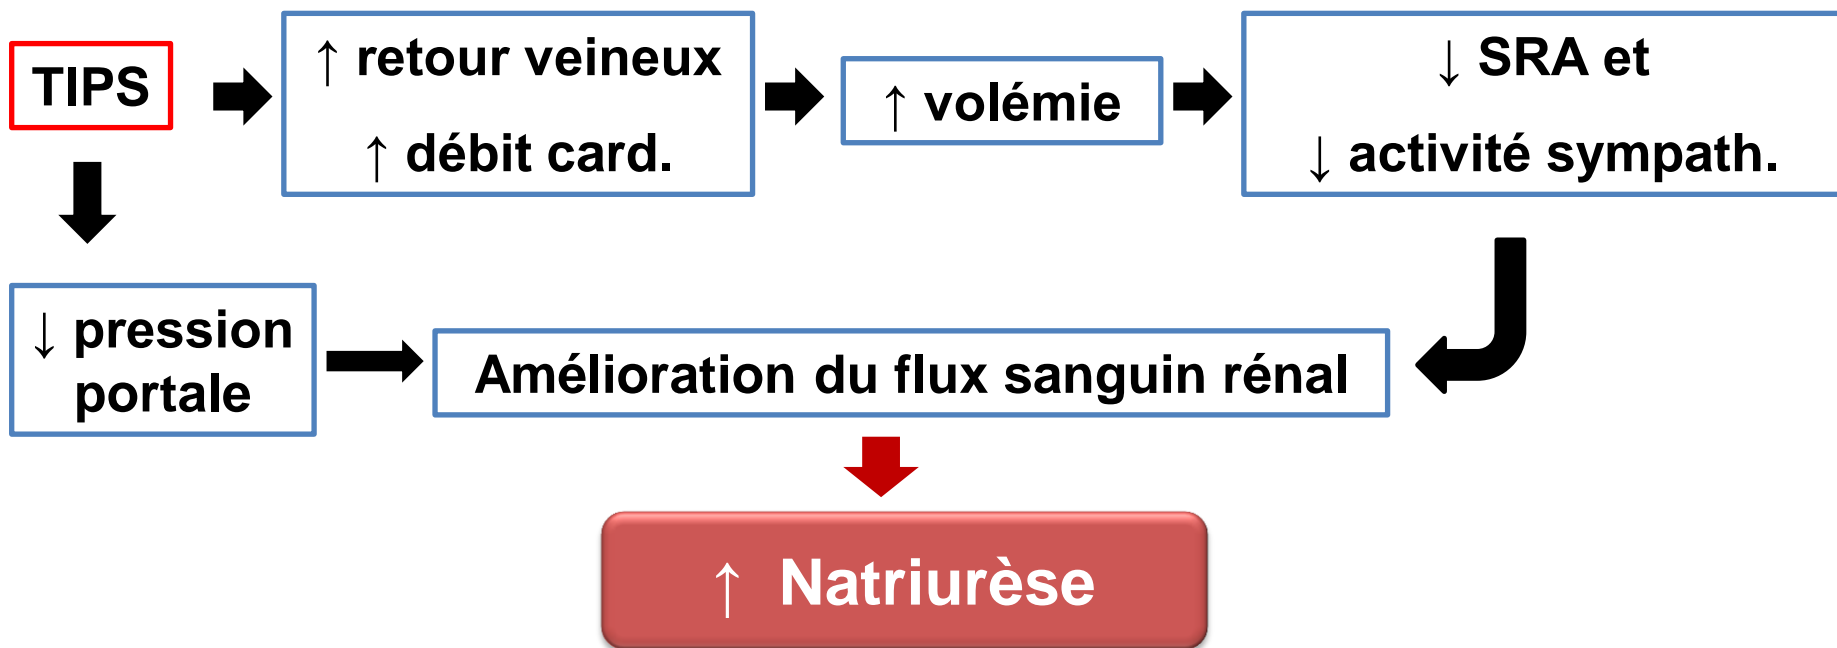 TIPS
↑ retour veineux
↑ débit card.
↑ volémie
↓ SRA et
↓ activité sympath.
↓ pression
portale
Amélioration du flux sanguin rénal
↑ Natriurèse